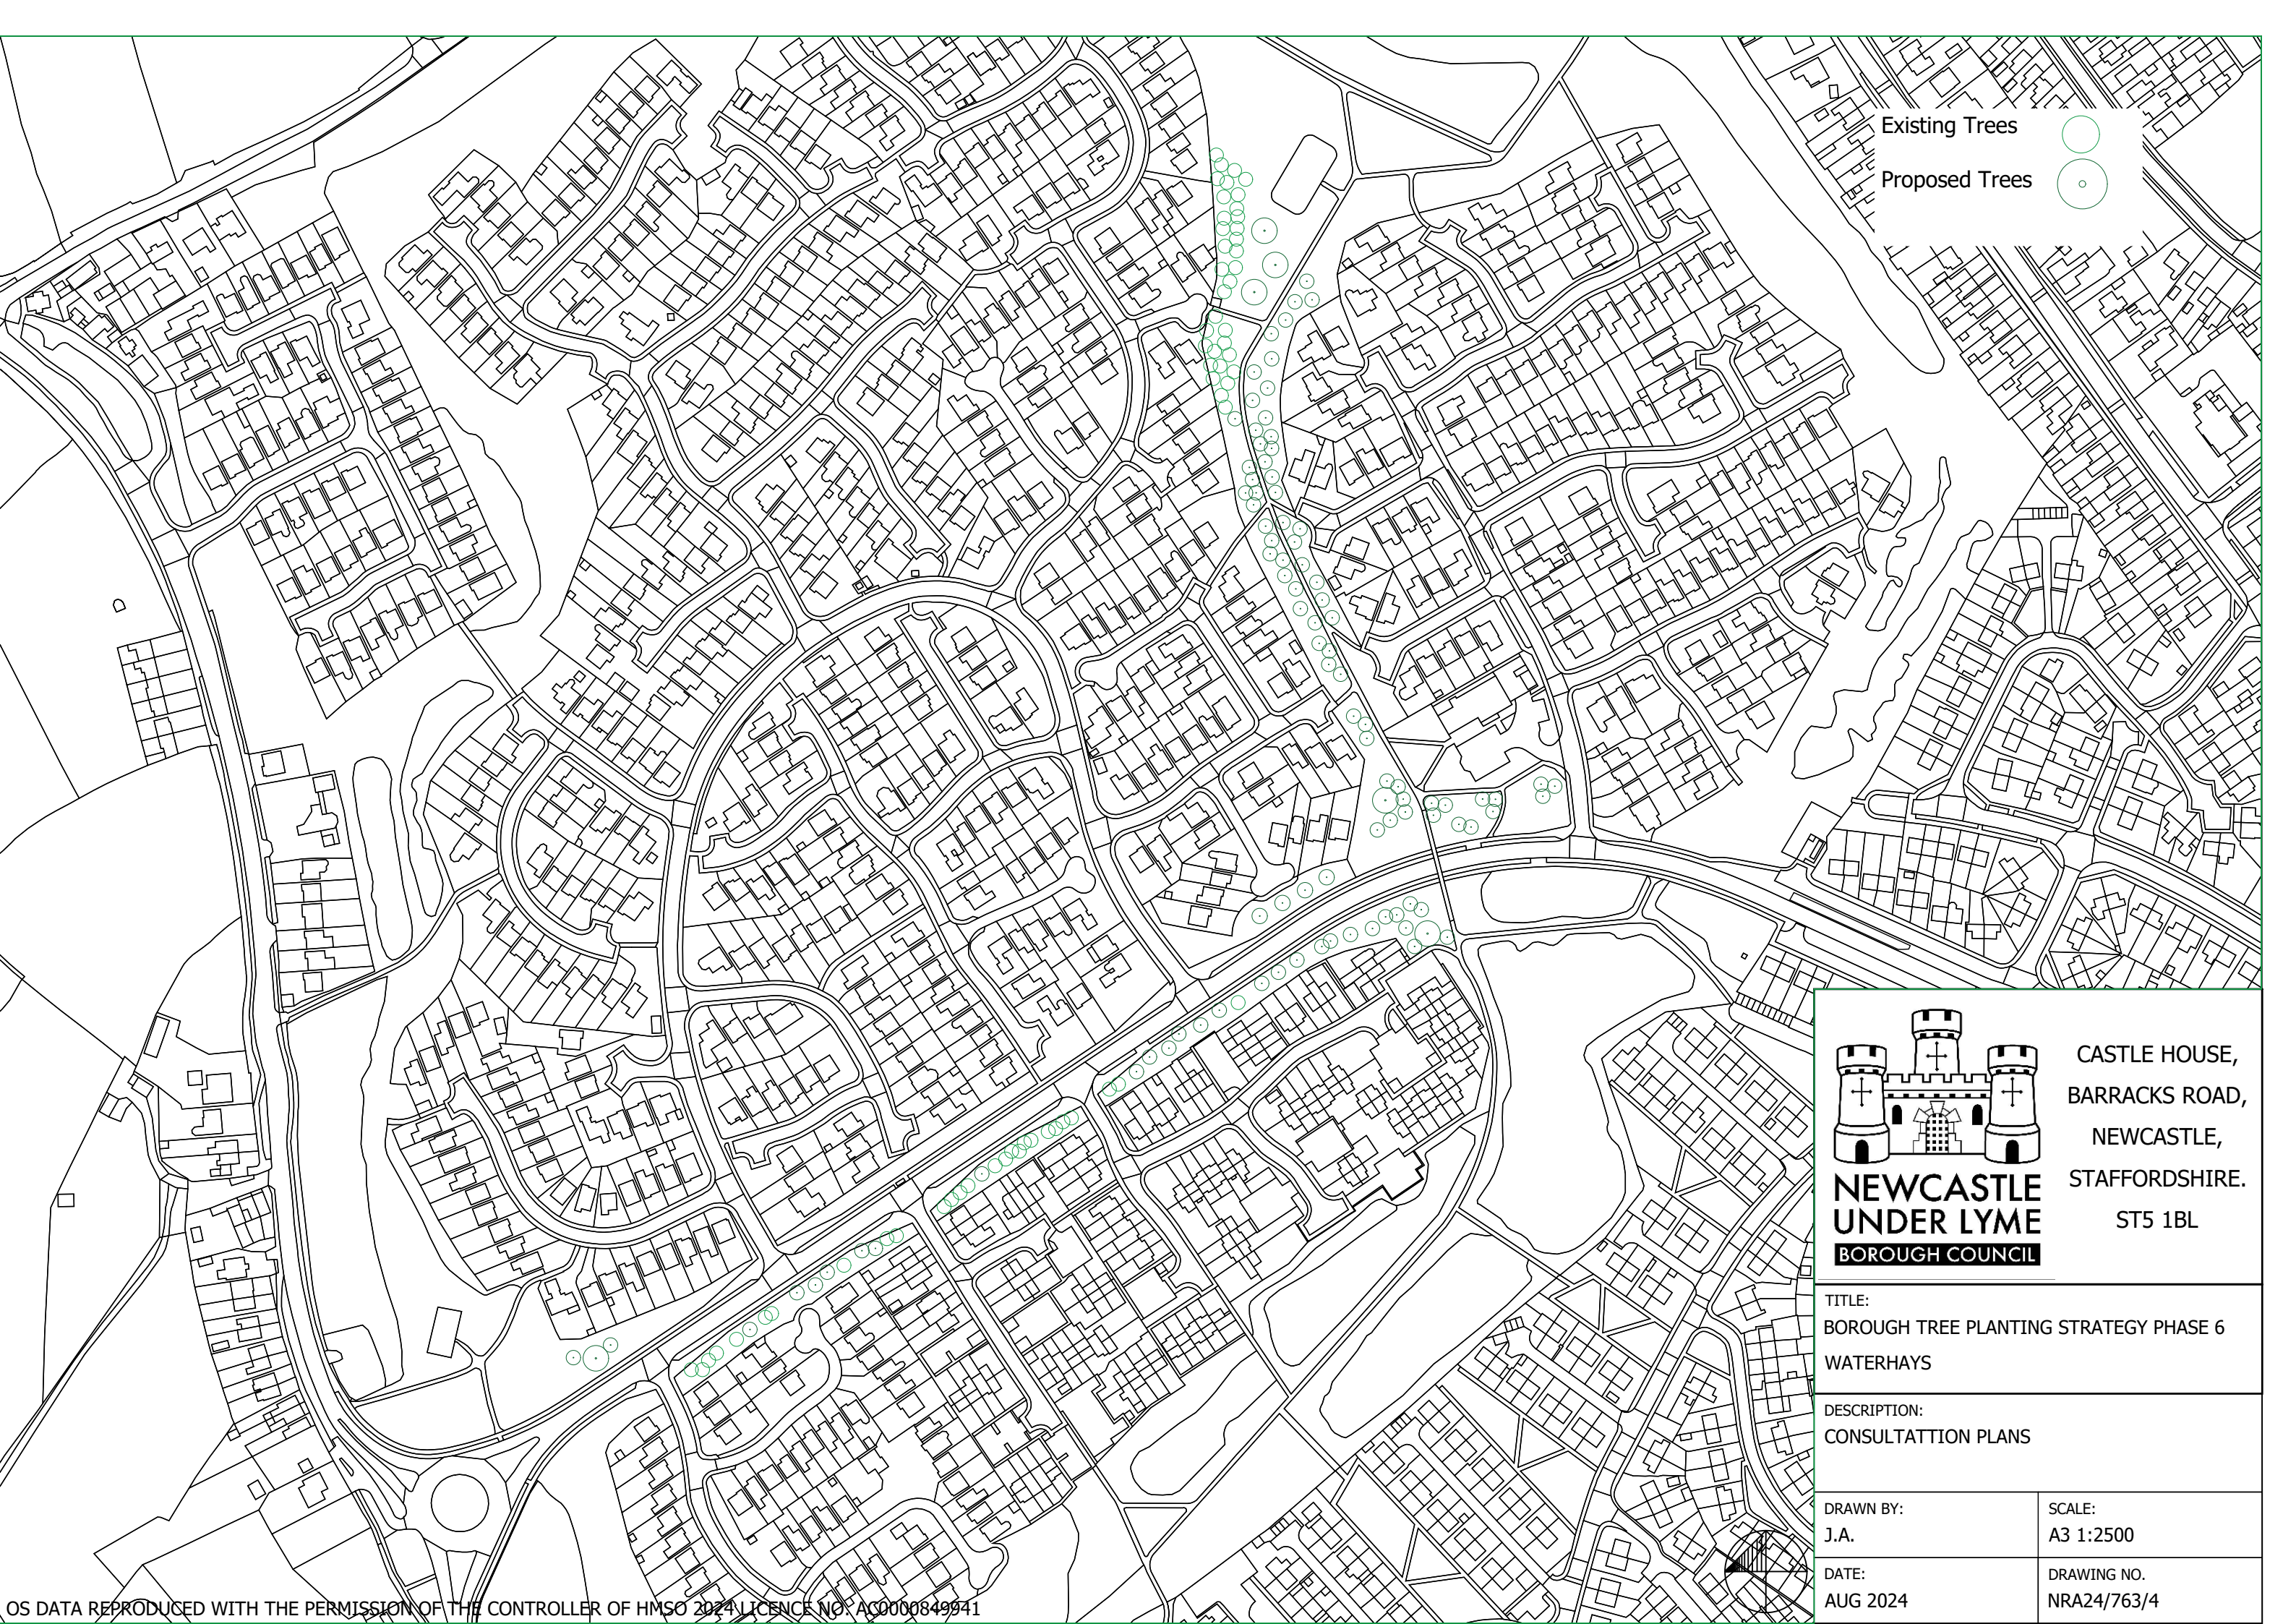 Existing Trees
Proposed Trees
CASTLE HOUSE,
BARRACKS ROAD,
NEWCASTLE,
STAFFORDSHIRE.
ST5 1BL
NEWCASTLE
UNDER LYME
BOROUGH COUNCIL
TITLE:
BOROUGH TREE PLANTING STRATEGY PHASE 6
WATERHAYS
DESCRIPTION:
CONSULTATTION PLANS
DRAWN BY:
J.A.
SCALE:
A3 1:2500
DATE:
AUG 2024
DRAWING NO.
NRA24/763/4
OS DATA REPRODUCED WITH THE PERMISSION OF THE CONTROLLER OF HMSO 2024 LICENCE NO. AC0000849941